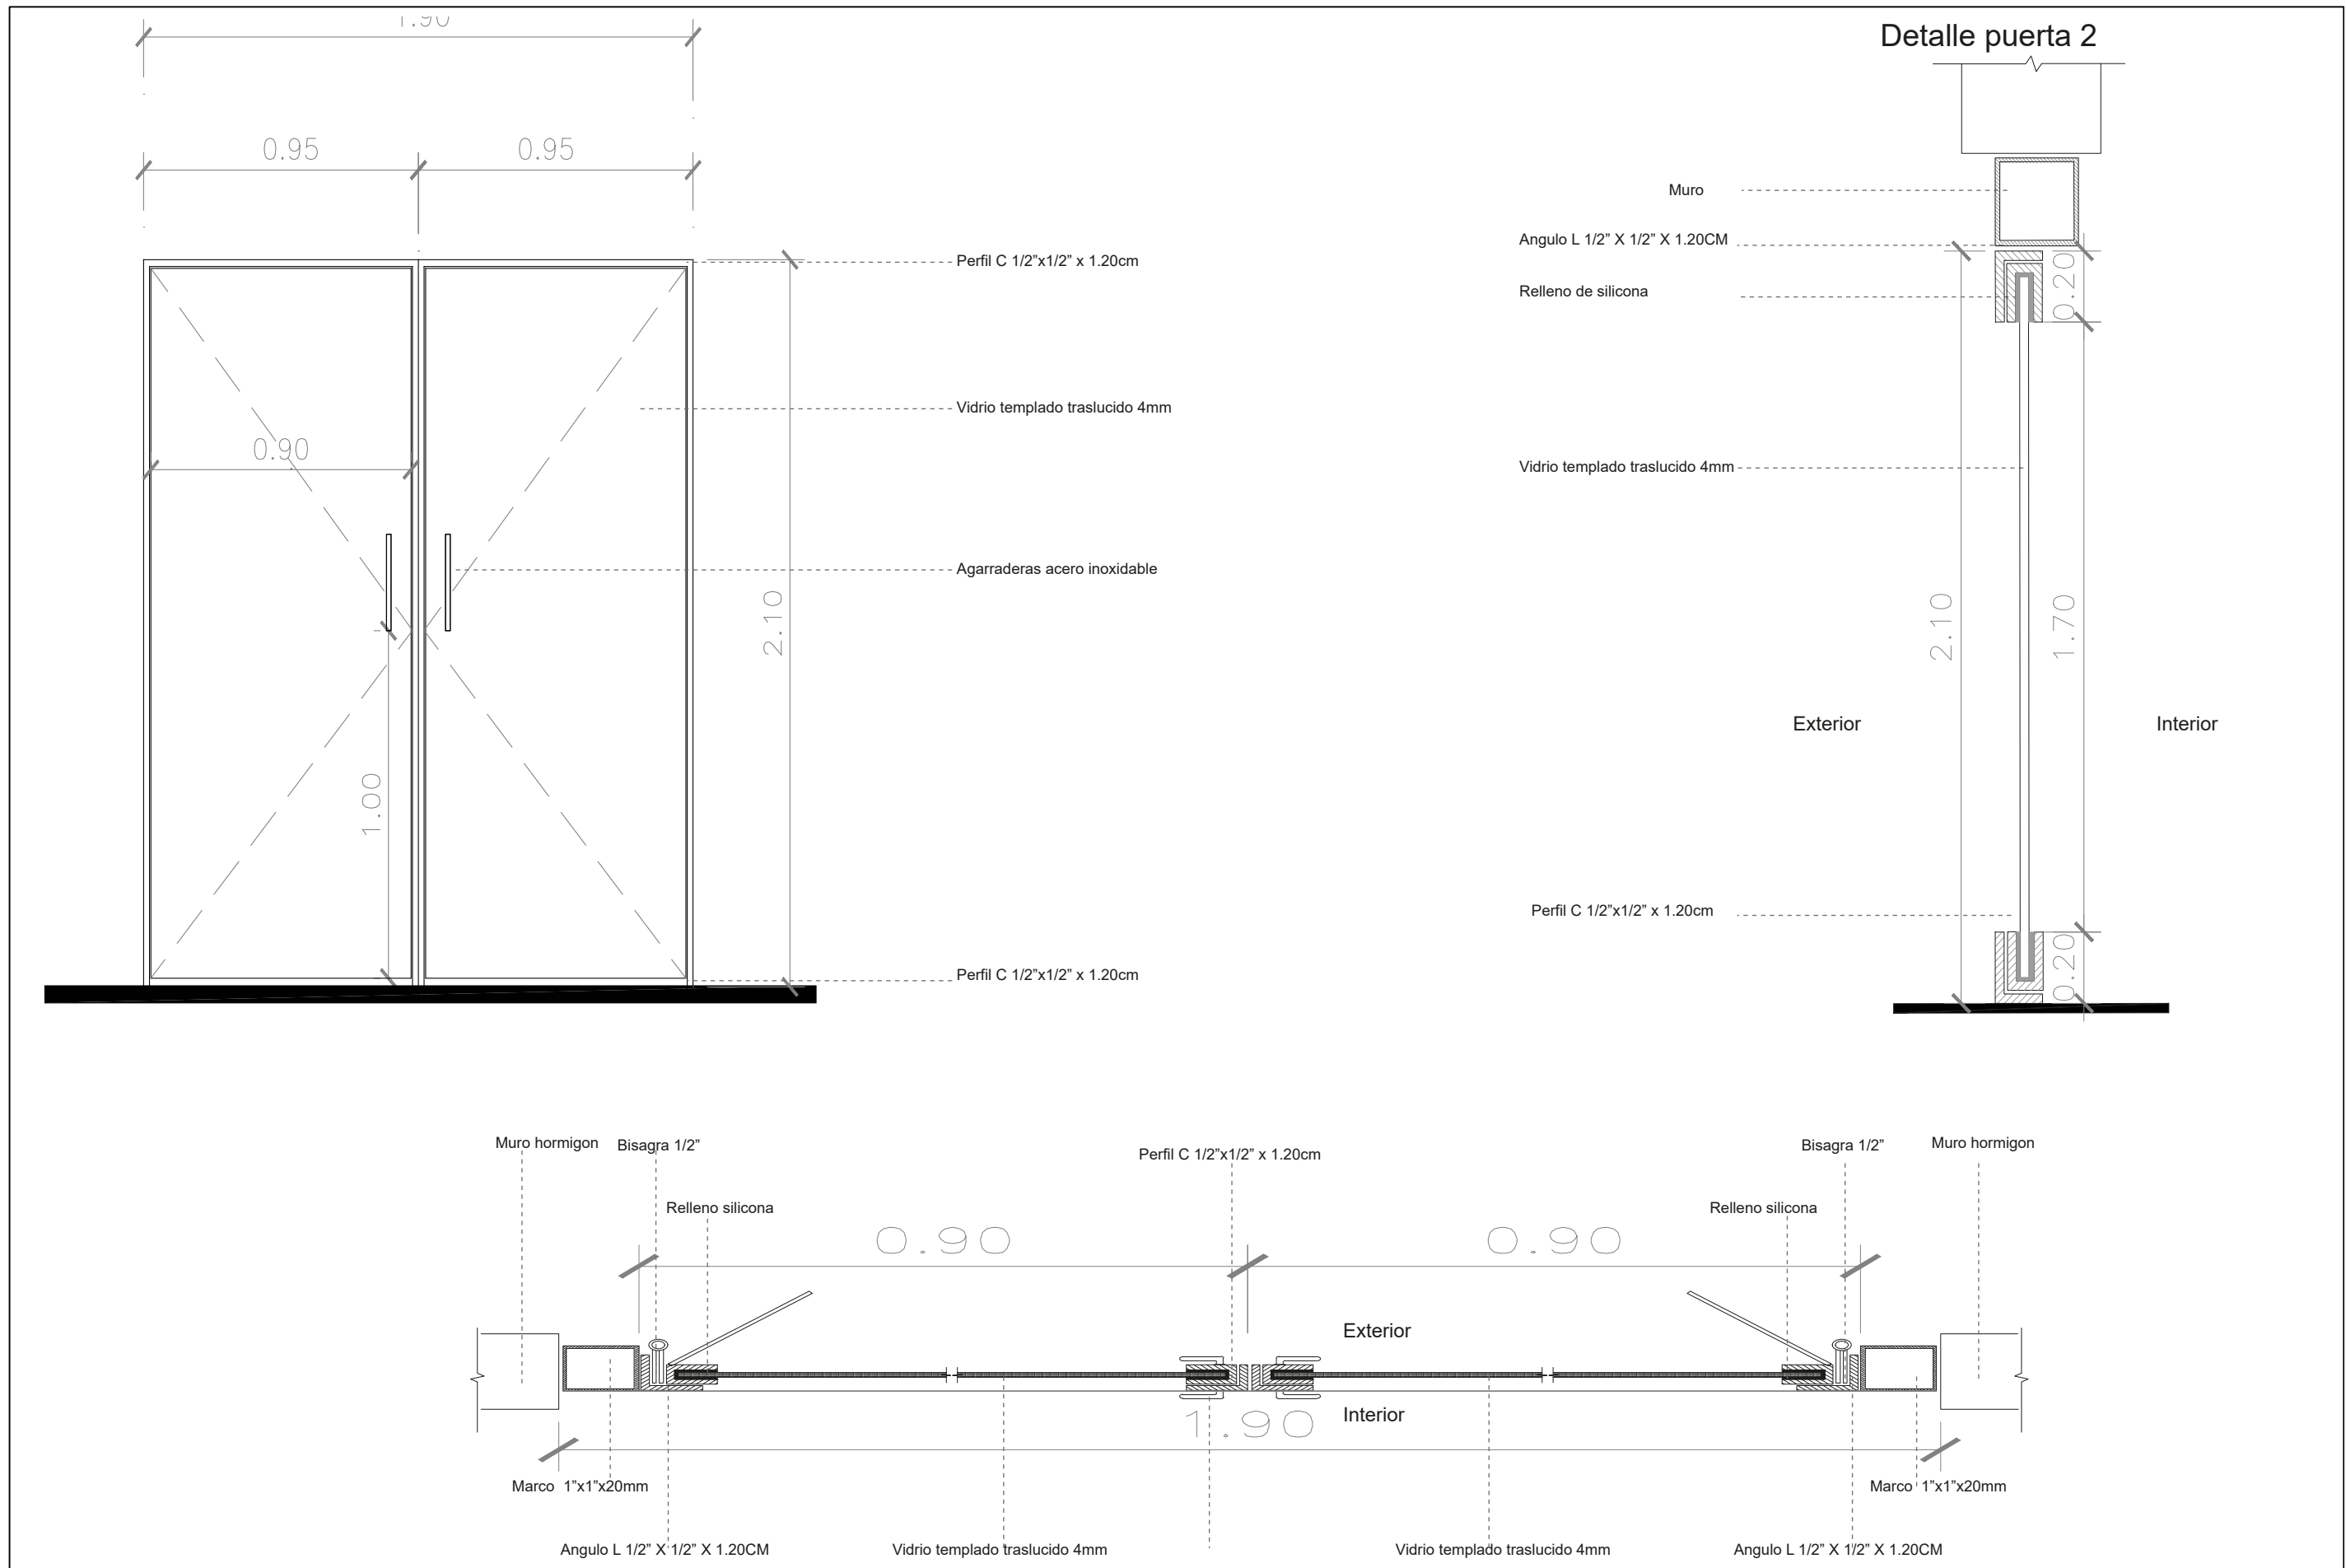 1.90
Detalle puerta 2
0.95
0.95
Muro
Angulo L 1/2” X 1/2” X 1.20CM
Perfil C 1/2”x1/2” x 1.20cm
0.20
Relleno de silicona
Vidrio templado traslucido 4mm
0.90
Vidrio templado traslucido 4mm
Agarraderas acero inoxidable
2.10
2.10
1.70
Exterior
Interior
1.00
Perfil C 1/2”x1/2” x 1.20cm
Perfil C 1/2”x1/2” x 1.20cm
0.20
Muro hormigon
Bisagra 1/2”
Perfil C 1/2”x1/2” x 1.20cm
Bisagra 1/2”
Muro hormigon
Relleno silicona
Relleno silicona
0.90
0.90
Exterior
Interior
1.90
Marco 1”x1”x20mm
Marco 1”x1”x20mm
Angulo L 1/2” X 1/2” X 1.20CM
Vidrio templado traslucido 4mm
Vidrio templado traslucido 4mm
Angulo L 1/2” X 1/2” X 1.20CM